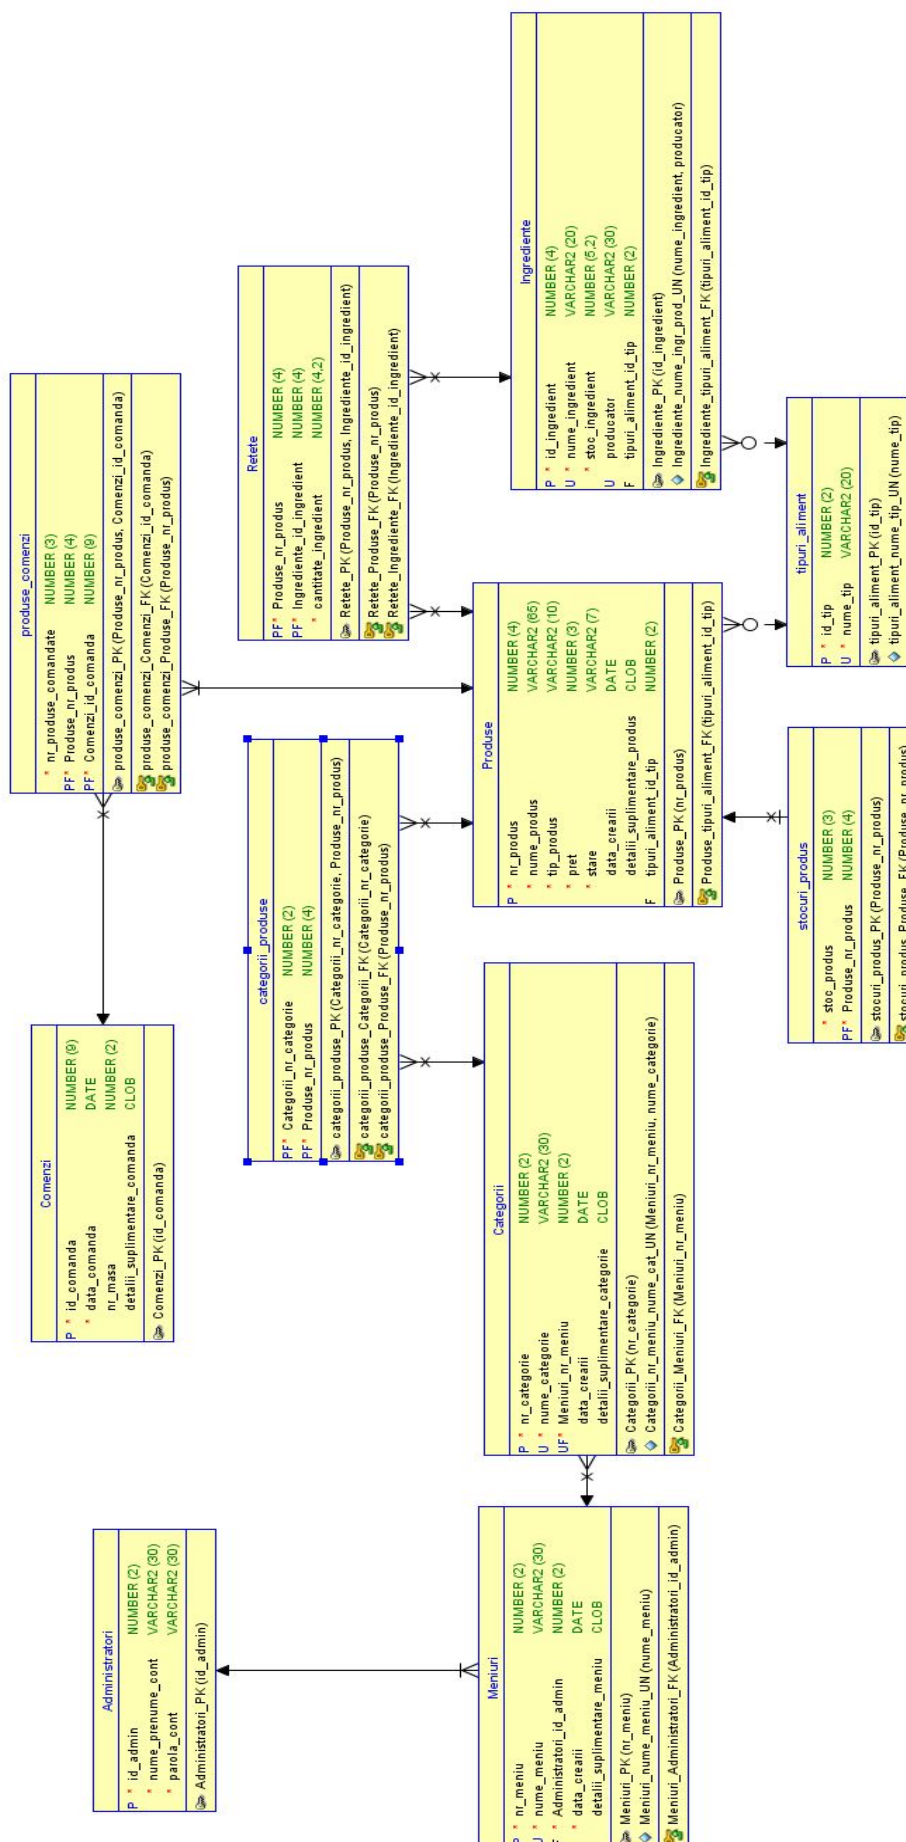 Administratori
P * id_admin NUMBER (2)
* nume_prenume_cont VARCHAR2 (30)
* parola_cont VARCHAR2 (30)
Administratori_PK (id_admin)
Meniuri
P * nr_meniu NUMBER (2)
U * nume_meniu VARCHAR2 (30)
* Administratori_id_admin NUMBER (2)
* data_crearii DATE
detalii_suplimentare_meniu CLOB
Meniuri_PK (nr_meniu)
Meniuri_nume_meniu_UN (nume_meniu)
Meniuri_Administratori_FK (Administratori_id_admin)
Comenzi
P * id_comanda NUMBER (9)
* data_comanda DATE
nr_masa NUMBER (2)
detalii_suplimentare_comanda CLOB
Comenzi_PK (id_comanda)
categorii_produse
PF* Categorii_nr_categorie NUMBER (2)
PF* Produse_nr_produs NUMBER (4)
categorii_produse_PK (Categorii_nr_categorie, Produse_nr_produs)
categorii_produse_Categorii_FK (Categorii_nr_categorie)
categorii_produse_Produse_FK (Produse_nr_produs)
Categorii
P * nr_categorie NUMBER (2)
U * nume_categorie VARCHAR2 (30)
UF* Meniuri_nr_meniu NUMBER (2)
data_crearii DATE
detalii_suplimentare_categorie CLOB
Categorii_PK (nr_categorie)
Categorii_nr_meniu_nume_cat_UN (Meniuri_nr_meniu, nume_categorie)
Categorii_Meniuri_FK (Meniuri_nr_meniu)
produse_comenzi
* nr_produse_comandate NUMBER (3)
PF* Produse_nr_produs NUMBER (4)
PF* Comenzi_id_comanda NUMBER (9)
produse_comenzi_PK (Produse_nr_produs, Comenzi_id_comanda)
produse_comenzi_Comenzi_FK (Comenzi_id_comanda)
produse_comenzi_Produse_FK (Produse_nr_produs)
Produse
P * nr_produs NUMBER (4)
* nume_produs VARCHAR2 (65)
* tip_produs VARCHAR2 (10)
* pret NUMBER (3)
* stare VARCHAR2 (7)
data_crearii DATE
detalii_suplimentare_produs CLOB
F tipuri_aliment_id_tip NUMBER (2)
Produse_PK (nr_produs)
Produse_tipuri_aliment_FK (tipuri_aliment_id_tip)
stocuri_produs
* stoc_produs NUMBER (3)
PF* Produse_nr_produs NUMBER (4)
stocuri_produs_PK (Produse_nr_produs)
stocuri_produs_Produse_FK (Produse_nr_produs)
Retete
PF* Produse_nr_produs NUMBER (4)
PF* Ingrediente_id_ingredient NUMBER (4)
* cantitate_ingredient NUMBER (4,2)
Retete_PK (Produse_nr_produs, Ingrediente_id_ingredient)
Retete_Produse_FK (Produse_nr_produs)
Retete_Ingrediente_FK (Ingrediente_id_ingredient)
Ingrediente
P * id_ingredient NUMBER (4)
U * nume_ingredient VARCHAR2 (20)
* stoc_ingredient NUMBER (5,2)
U producator VARCHAR2 (30)
F tipuri_aliment_id_tip NUMBER (2)
Ingrediente_PK (id_ingredient)
Ingrediente_nume_ingr_prod_UN (nume_ingredient, producator)
Ingrediente_tipuri_aliment_FK (tipuri_aliment_id_tip)
tipuri_aliment
P * id_tip NUMBER (2)
U * nume_tip VARCHAR2 (20)
tipuri_aliment_PK (id_tip)
tipuri_aliment_nume_tip_UN (nume_tip)